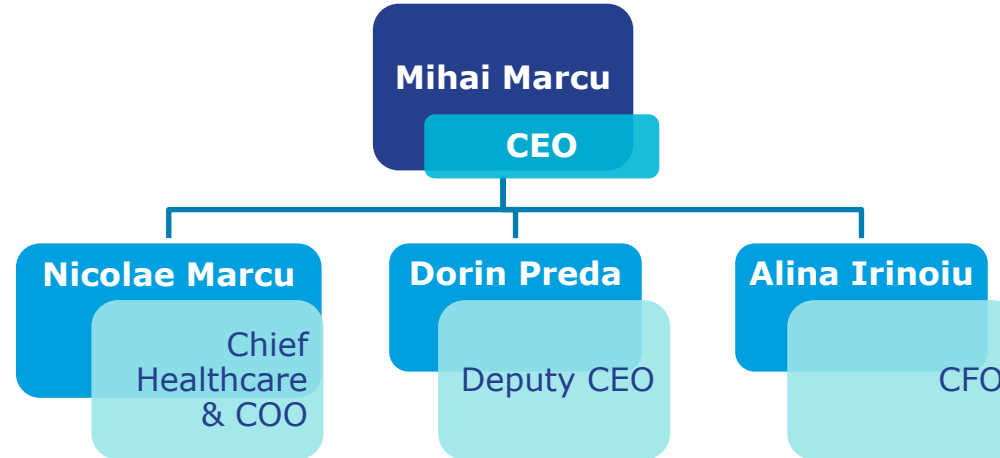 Mihai Marcu
CEO
Nicolae Marcu
Chief
Healthcare
& COO
Dorin Preda
Deputy CEO
Alina Irinoiu
CFO